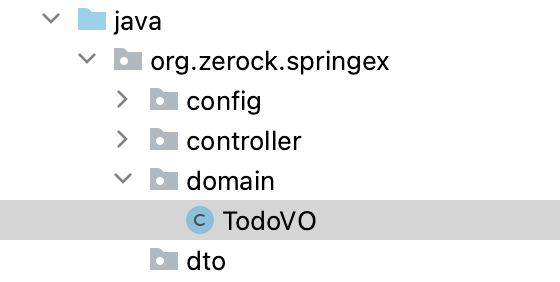 java
org.zerock.springex
config
controller
domain
C TodoVO
dto